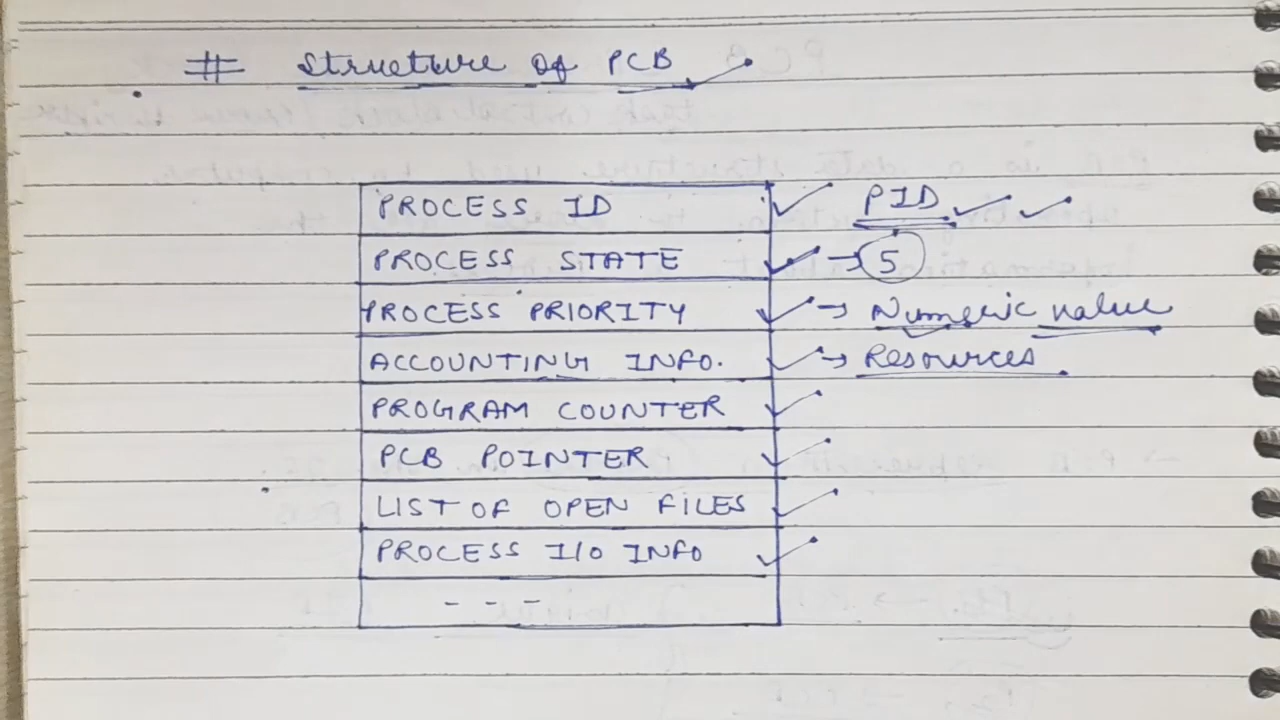 # Structure of PCB
PROCESS ID PID
PROCESS STATE → 5
PROCESS PRIORITY → Numeric value
ACCOUNTING INFO. → Resources
PROGRAM COUNTER
PCB POINTER
LIST OF OPEN FILES
PROCESS I/O INFO
- - -